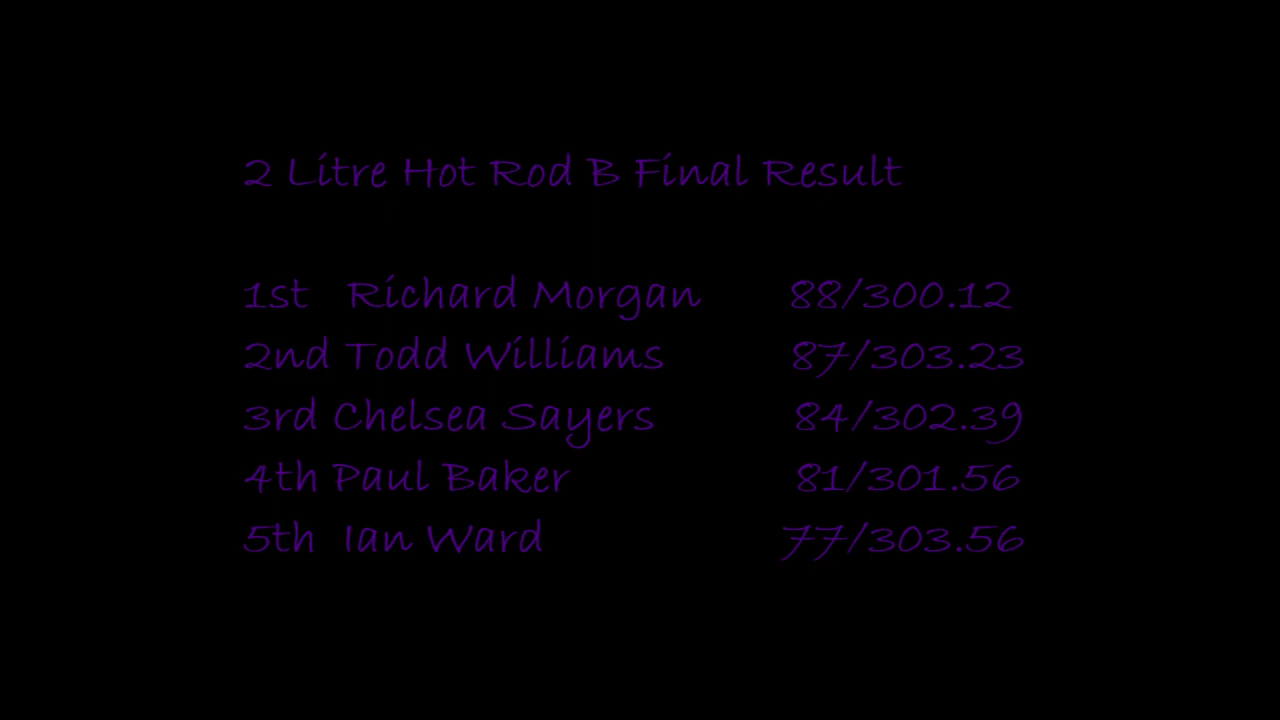 2 Litre Hot Rod B Final Result
1st Richard Morgan 88/300.12
2nd Todd Williams 87/303.23
3rd Chelsea Sayers 84/302.39
4th Paul Baker 81/301.56
5th Ian Ward 77/303.56